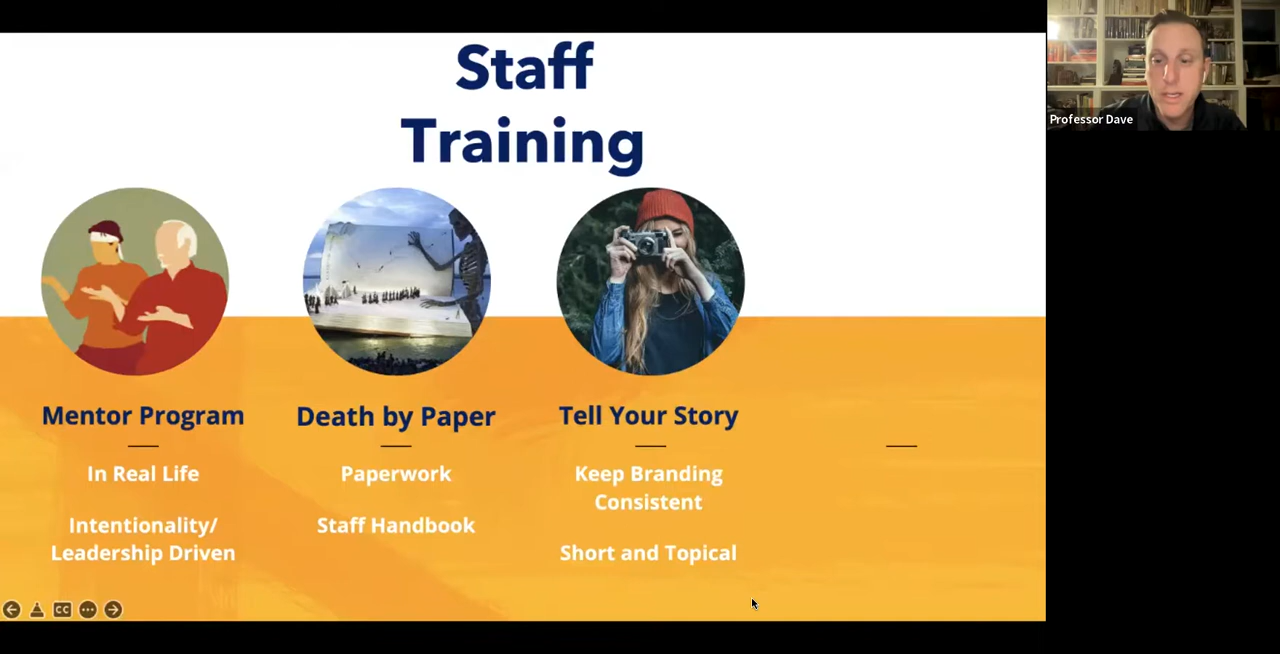 Staff
Training
Professor Dave
Mentor Program
In Real Life
Intentionality/
Leadership Driven
Death by Paper
Paperwork
Staff Handbook
Tell Your Story
Keep Branding
Consistent
Short and Topical
CC